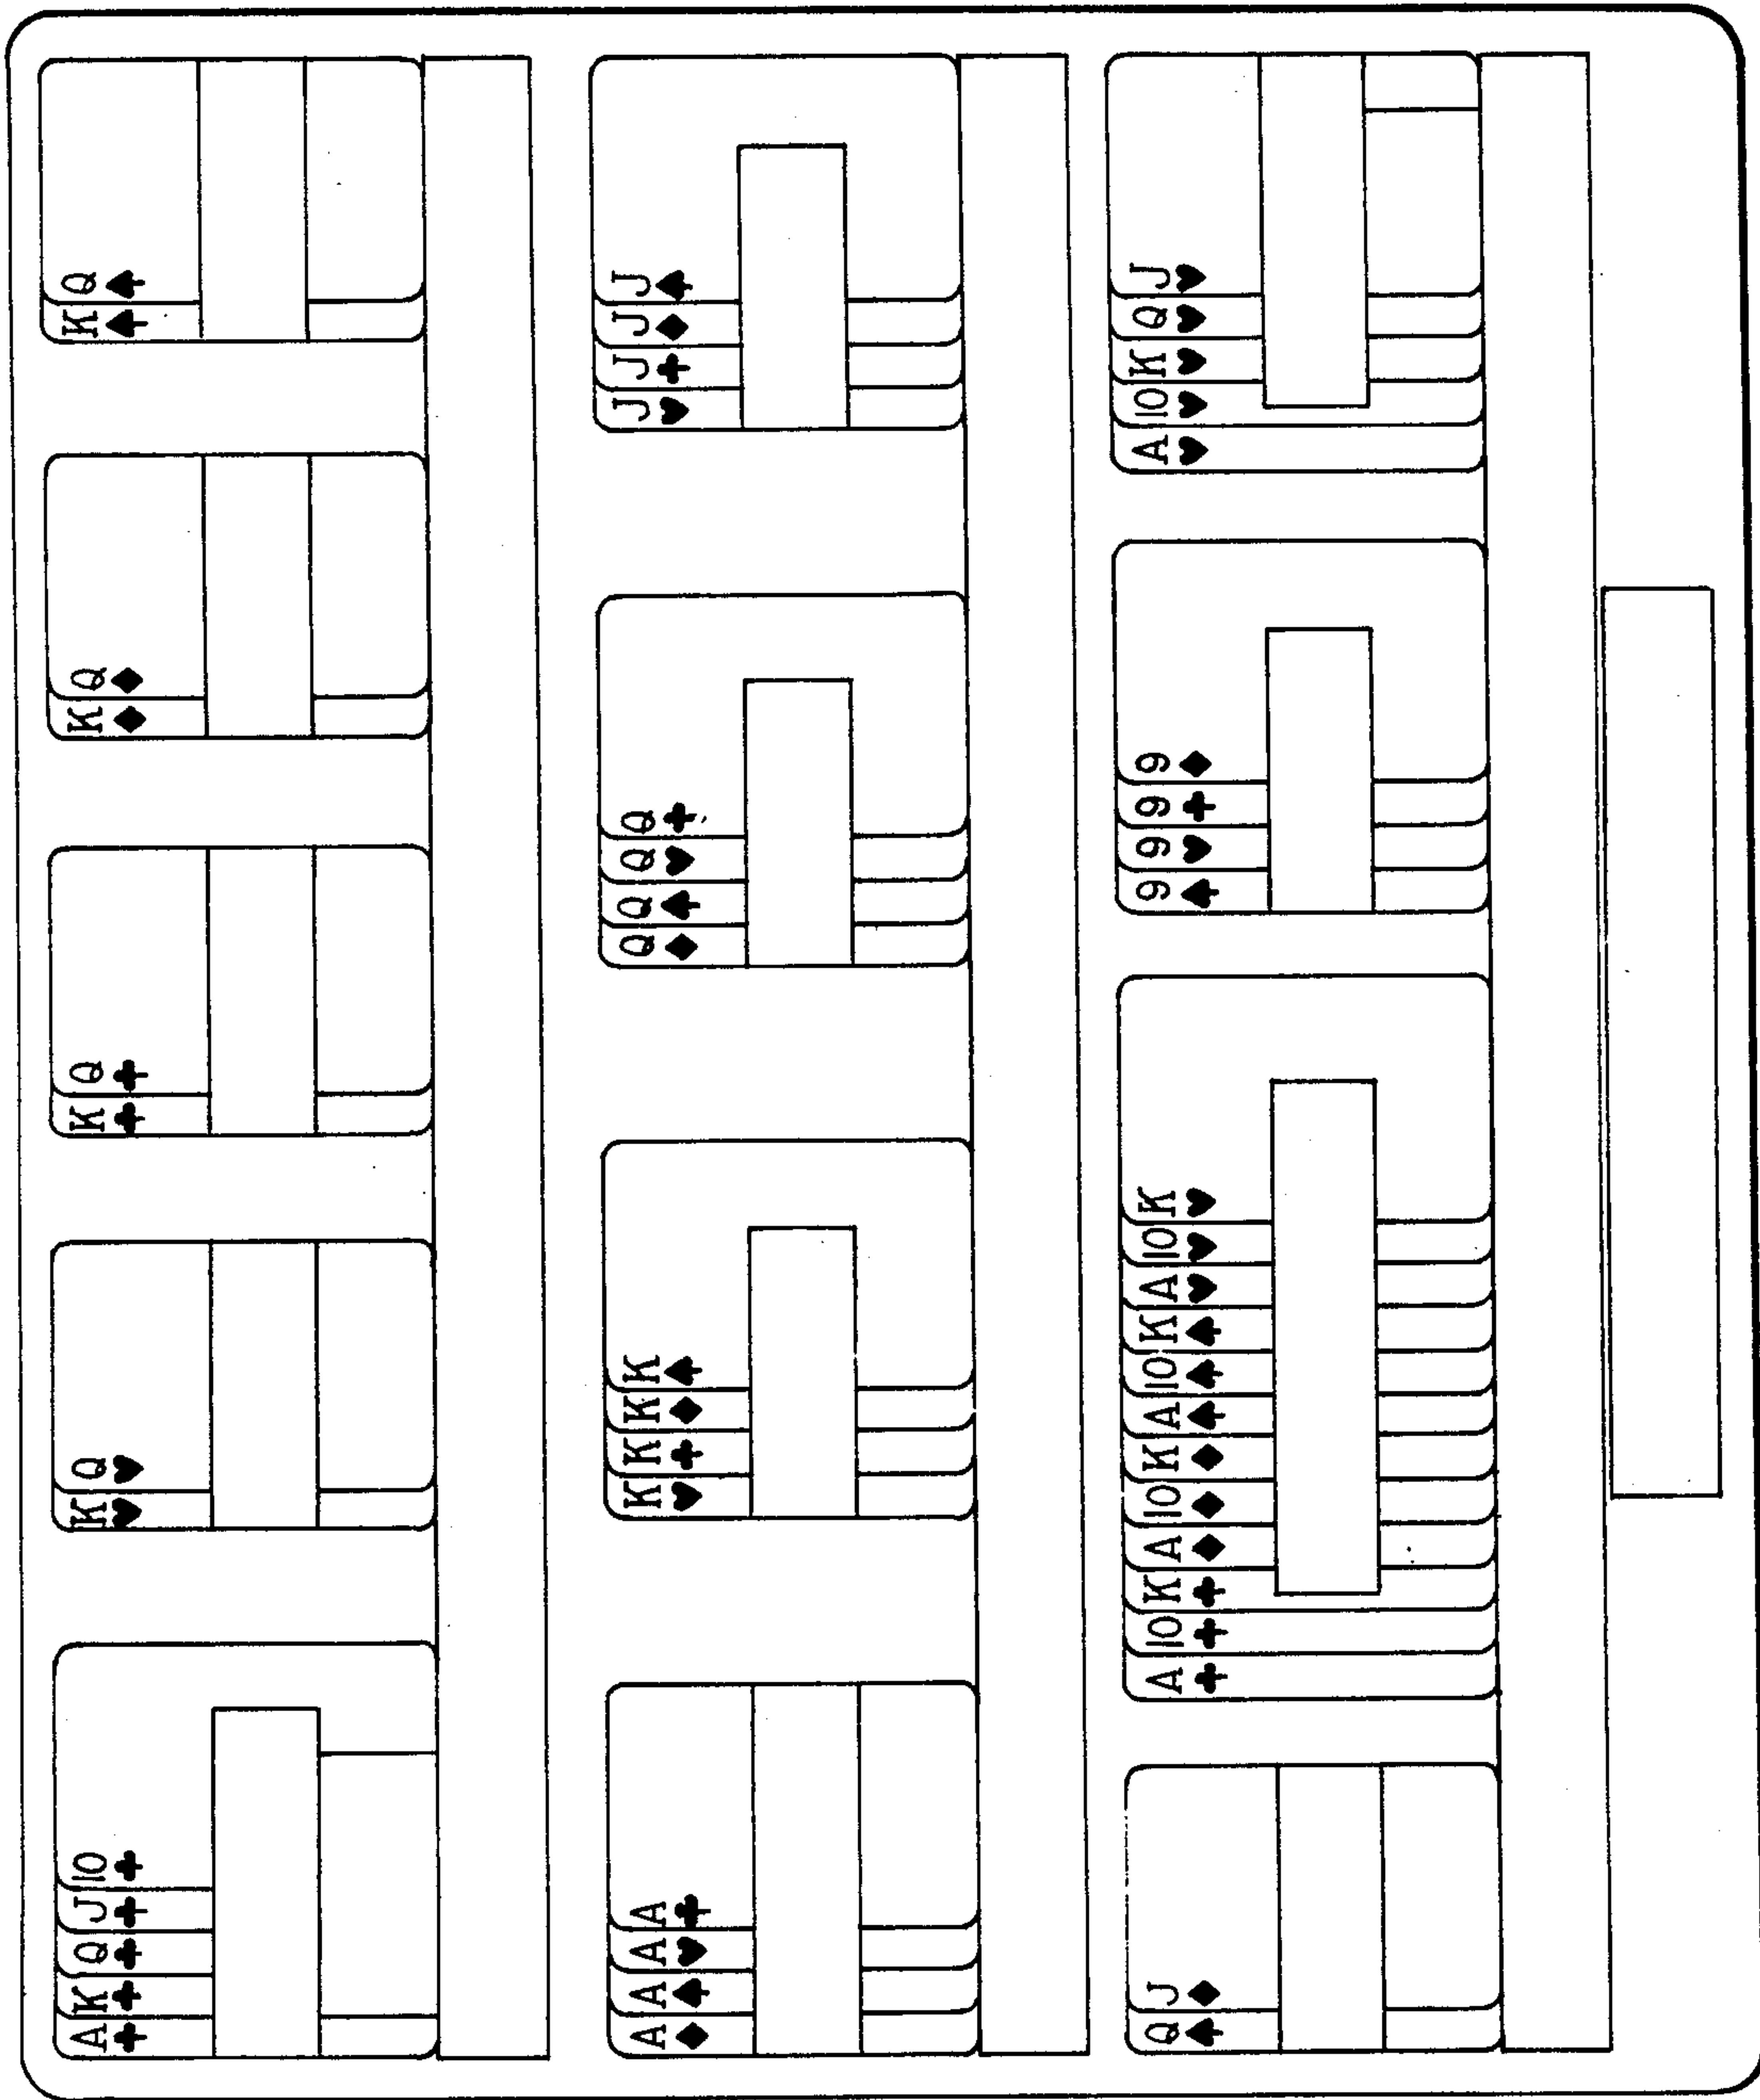 A K Q J 10
♣ ♣ ♣ ♣ ♣
K Q
♥ ♥
K Q
♣ ♣
K Q
♦ ♦
K Q
♠ ♠
A A A A
♦ ♠ ♥ ♣
K K K K
♥ ♣ ♦ ♠
Q Q Q Q
♦ ♠ ♥ ♣
J J J J
♥ ♣ ♦ ♠
Q J
♠ ♦
A 10 K A 10 K A 10 K A 10 K
♣ ♣ ♣ ♦ ♦ ♦ ♠ ♠ ♠ ♥ ♥ ♥
9 9 9 9
♠ ♥ ♣ ♦
A 10 K Q J
♥ ♥ ♥ ♥ ♥